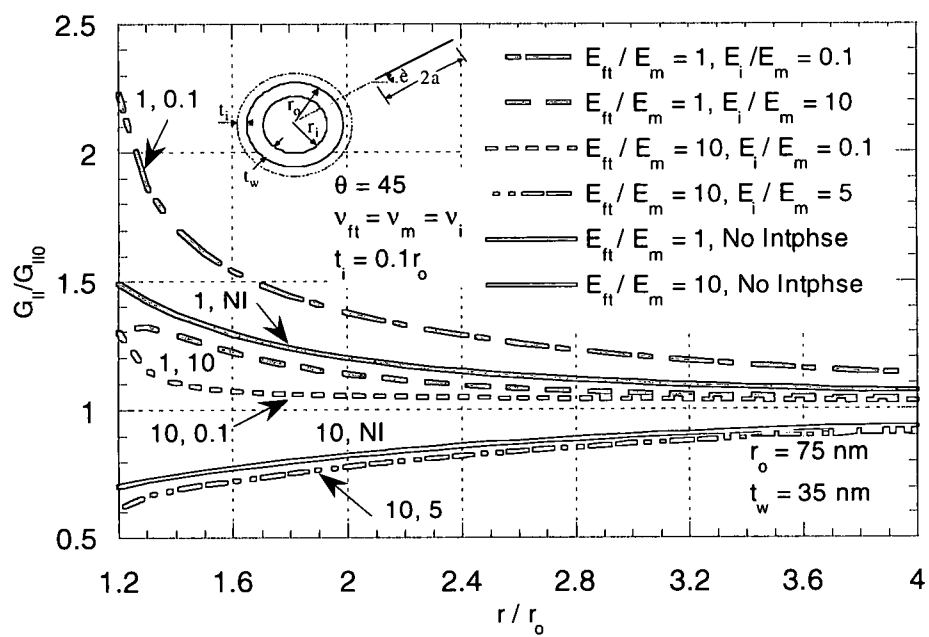 2.5
2
1.5
1
0.5
G_II/G_II0
1.2 1.6 2 2.4 2.8 3.2 3.6 4
r / r_o
E_ft / E_m = 1, E_i/E_m = 0.1
E_ft / E_m = 1, E_i / E_m = 10
E_ft / E_m = 10, E_i / E_m = 0.1
E_ft / E_m = 10, E_i / E_m = 5
E_ft / E_m = 1, No Intphse
E_ft / E_m = 10, No Intphse
1, 0.1
t_i
r_o
r_i
t_w
2a
θ = 45
ν_ft = ν_m = ν_i
t_i = 0.1r_o
1, NI
1, 10
10, 0.1
10, NI
10, 5
r_o = 75 nm
t_w = 35 nm